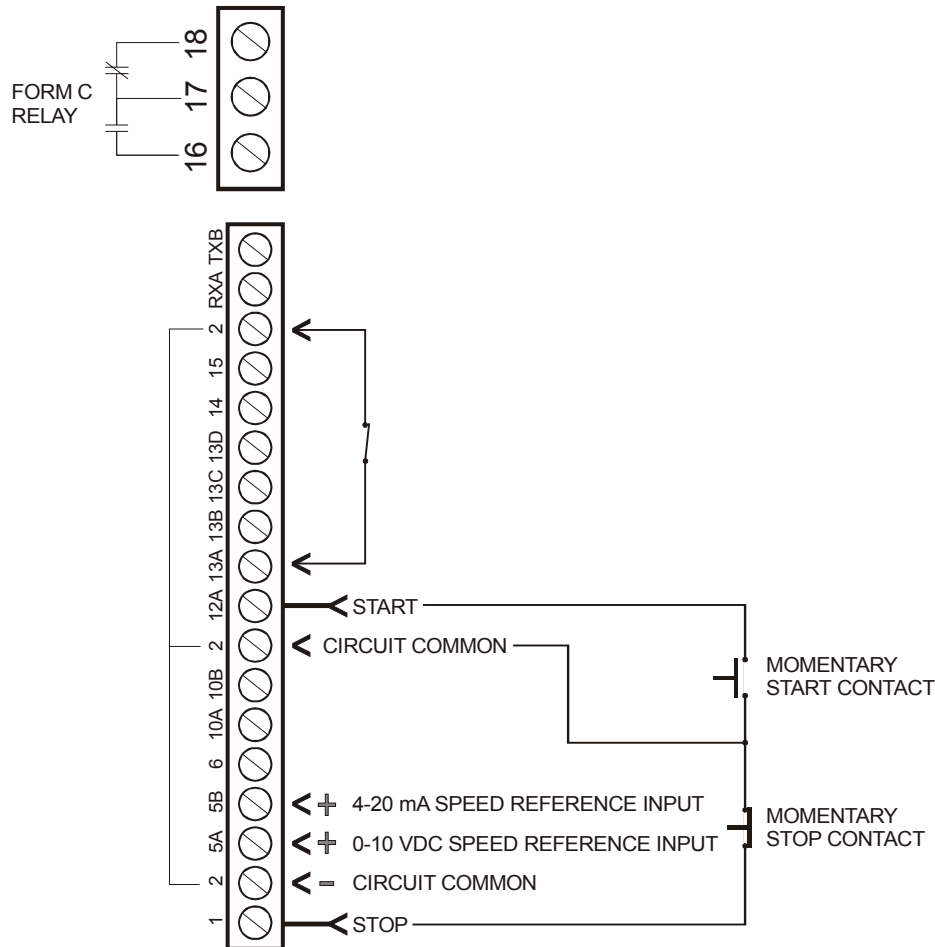 18
FORM C
RELAY
17
16
TXB
RXA
2
15
14
13D
13C
13B
13A
12A START
2 CIRCUIT COMMON
MOMENTARY
START CONTACT
10B
10A
6
5B + 4-20 mA SPEED REFERENCE INPUT
5A + 0-10 VDC SPEED REFERENCE INPUT
MOMENTARY
STOP CONTACT
2 - CIRCUIT COMMON
1 STOP